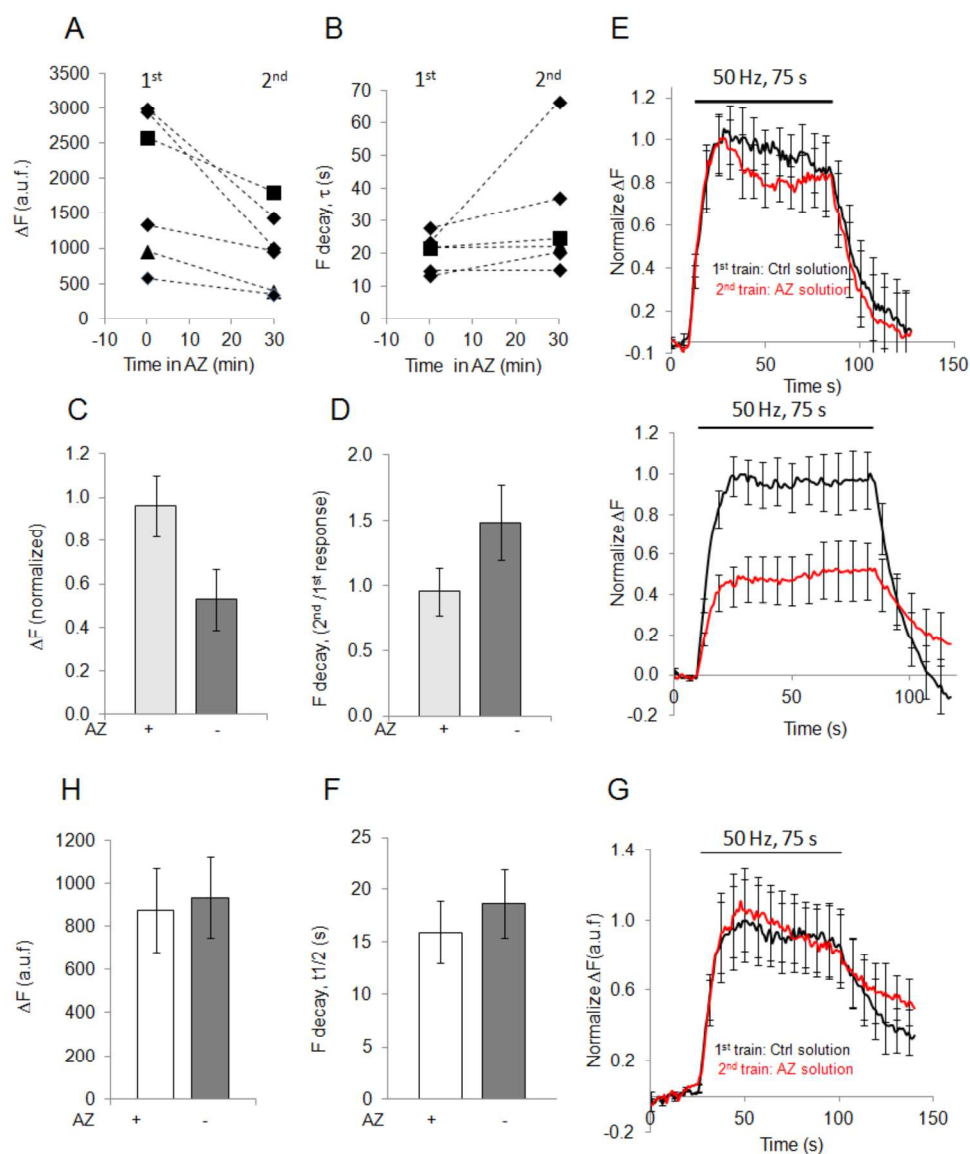 A
3500
3000
2500
2000
1500
1000
500
0
1st
2nd
-10 0 10 20 30 40
Time in AZ (min)
ΔF (a.u.f.)
B
70
60
50
40
30
20
10
0
1st
2nd
-10 0 10 20 30
Time in AZ (min)
F decay, τ (s)
E
50 Hz, 75 s
1.2
1.0
0.8
0.6
0.4
0.2
-0.1
Normalize ΔF
1st train: Ctrl solution
2nd train: AZ solution
0 50 100 150
Time s)
50 Hz, 75 s
1.2
1.0
0.8
0.6
0.4
0.2
0.0
-0.2
Normalize ΔF
0 50 100
Time (s)
C
1.2
1.0
0.8
0.6
0.4
0.2
0.0
ΔF (normalized)
AZ + -
D
2.0
1.5
1.0
0.5
0.0
F decay, (2nd /1st response)
AZ + -
H
1200
1000
800
600
400
200
0
ΔF (a.u.f)
AZ + -
F
25
20
15
10
5
0
F decay, t1/2 (s)
AZ + -
G
50 Hz, 75 s
1.4
1.0
0.6
0.2
-0.2
Normalize ΔF(a.u.f)
1st train: Ctrl solution
2nd train: AZ solution
0 50 100 150
Time (s)